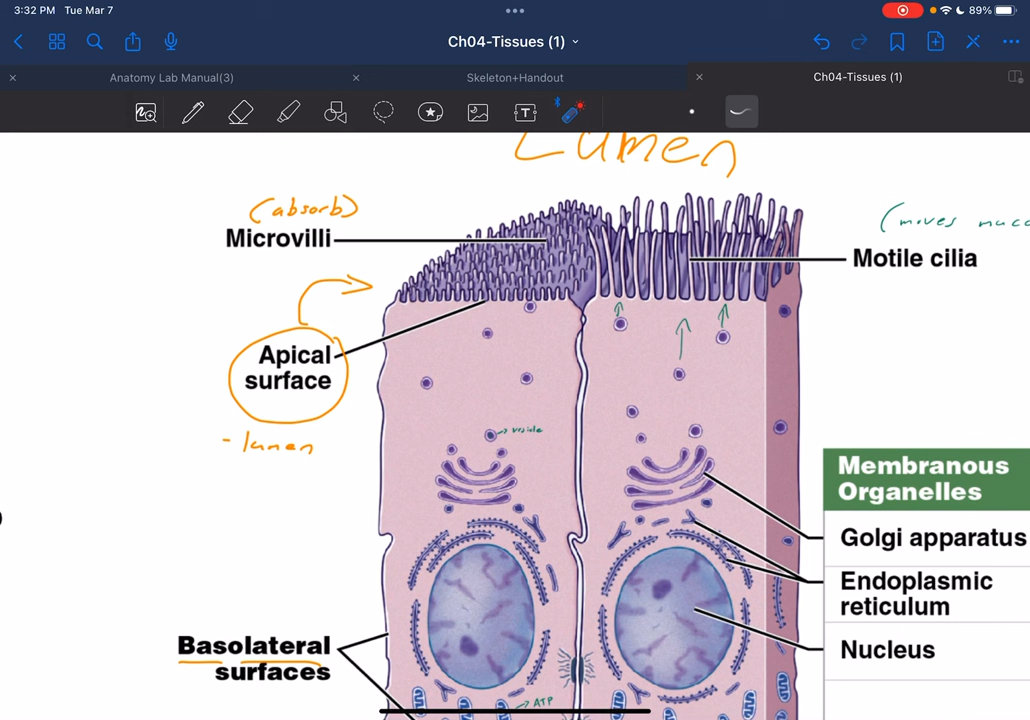 3:32 PM Tue Mar 7
89%
Ch04-Tissues (1)
Anatomy Lab Manual(3)
Skeleton+Handout
Ch04-Tissues (1)
Lumen
(absorb)
Microvilli
(moves
Motile cilia
Apical
surface
- lumen
vesicle
Membranous
Organelles
Golgi apparatus
Endoplasmic
reticulum
Nucleus
Basolateral
surfaces
ATP